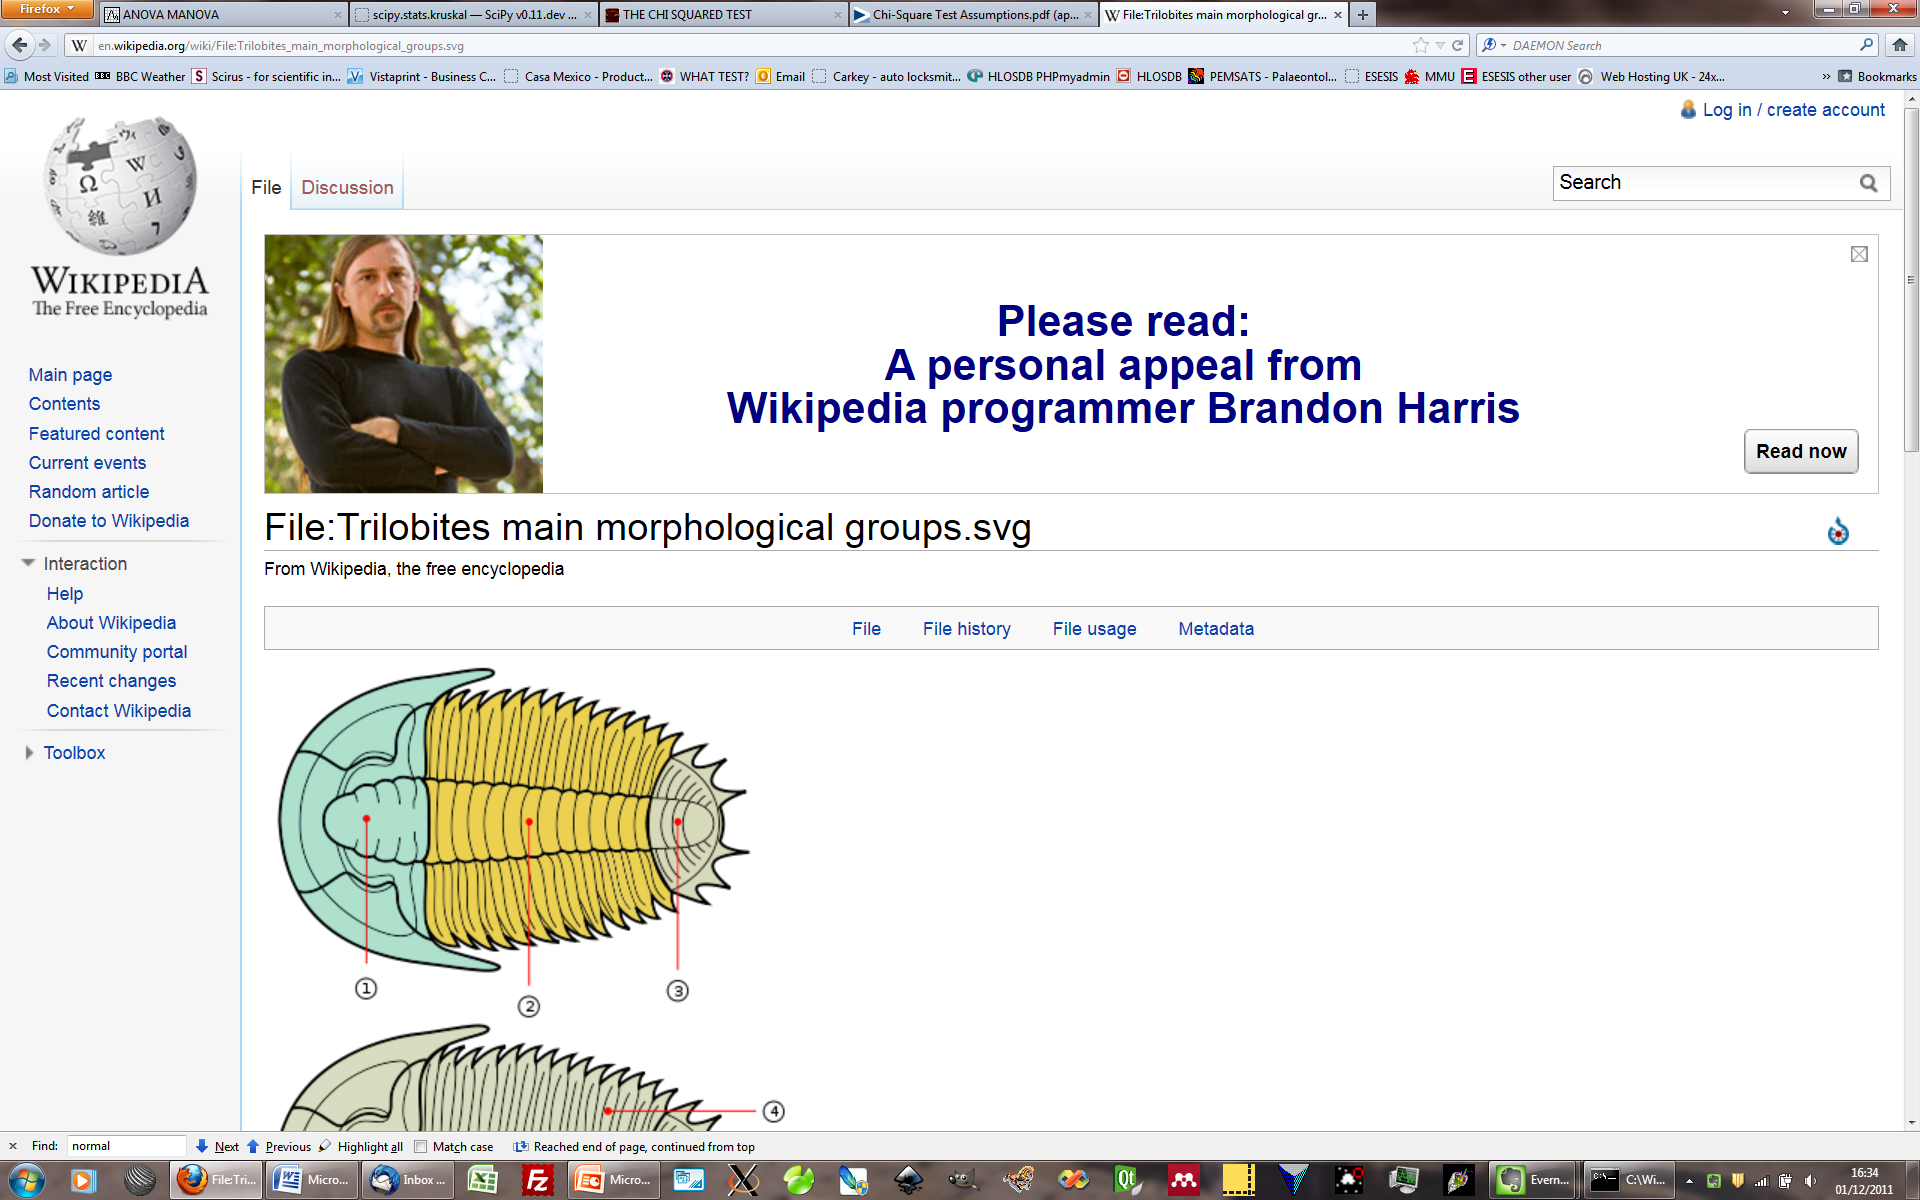 Firefox
ANOVA MANOVA
scipy.stats.kruskal — SciPy v0.11.dev ...
THE CHI SQUARED TEST
Chi-Square Test Assumptions.pdf (ap...
File:Trilobites main morphological gr...
en.wikipedia.org/wiki/File:Trilobites_main_morphological_groups.svg
DAEMON Search
Most Visited
BBC Weather
Scirus - for scientific in...
Vistaprint - Business C...
Casa Mexico - Product...
WHAT TEST?
Email
Carkey - auto locksmit...
HLOSDB PHPmyadmin
HLOSDB
PEMSATS - Palaeontol...
ESESIS
MMU
ESESIS other user
Web Hosting UK - 24x...
Bookmarks
Log in / create account
WIKIPEDIA
The Free Encyclopedia
File
Discussion
Search
Please read:
A personal appeal from
Wikipedia programmer Brandon Harris
Read now
Main page
Contents
Featured content
Current events
Random article
Donate to Wikipedia
Interaction
Help
About Wikipedia
Community portal
Recent changes
Contact Wikipedia
Toolbox
File:Trilobites main morphological groups.svg
From Wikipedia, the free encyclopedia
File
File history
File usage
Metadata
①
②
③
④
Find:
normal
Next
Previous
Highlight all
Match case
Reached end of page, continued from top
File:Tri...
Micro...
Inbox ...
Micro...
Evern...
C:\Wi...
16:34
01/12/2011